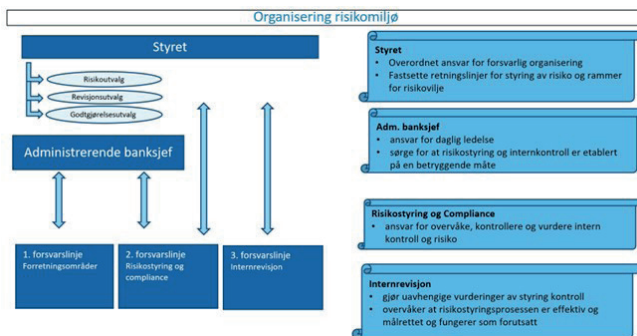 Organisering risikomiljø
Styret
Risikoutvalg
Revisjonsutvalg
Godtgjørelsesutvalg
Administrerende banksjef
1. forsvarslinje
Forretningsområder
2. forsvarslinje
Risikostyring og
compliance
3. forsvarslinje
Internrevisjon
Styret
• Overordnet ansvar for forsvarlig organisering
• Fastsette retningslinjer for styring av risiko og rammer
for risikovilje
Adm. banksjef
• ansvar for daglig ledelse
• sørge for at risikostyring og internkontroll er etablert
på en betryggende måte
Risikostyring og Compliance
• ansvar for overvåke, kontrollere og vurdere intern
kontroll og risiko
Internrevisjon
• gjør uavhengige vurderinger av styring kontroll
• overvåker at risikostyringsprosessen er effektiv og
målrettet og fungerer som forutsatt